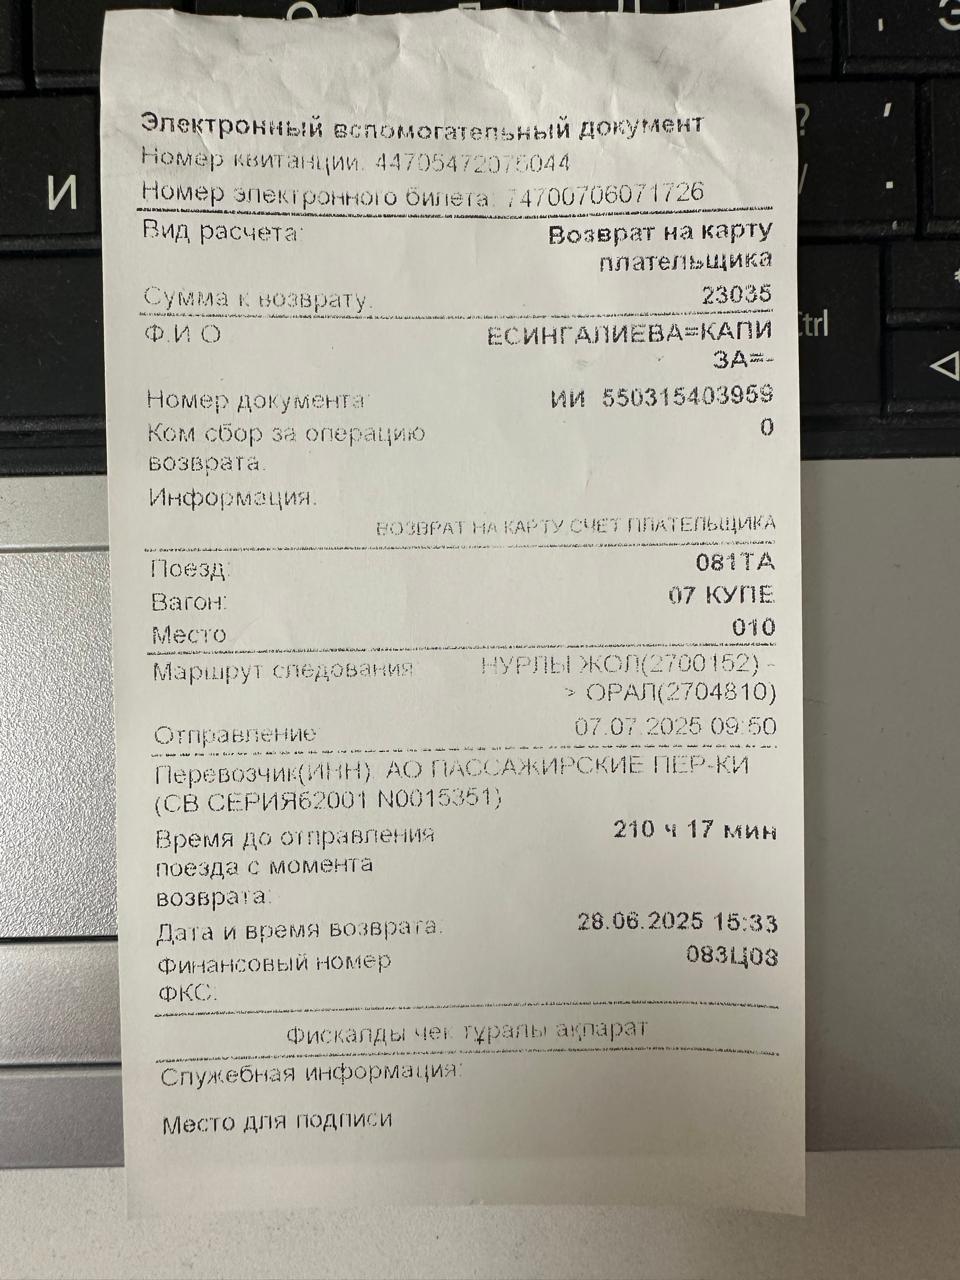 Электронный вспомогательный документ
Номер квитанции. 44705472075044
Номер электронного билета: 74700706071726
Вид расчета: Возврат на карту
плательщика
Сумма к возврату. 23035
Ф.И О ЕСИНГАЛИЕВА=КАПИ
ЗА=-
Номер документа: ИИ 550315403959
Ком сбор за операцию 0
возврата.
Информация.
ВОЗВРАТ НА КАРТУ.СЧЕТ ПЛАТЕЛЬЩИКА
Поезд: 081ТА
Вагон: 07 КУПЕ
Место 010
Маршрут следования НУРЛЫ ЖОЛ(2700152) -
> ОРАЛ(2704810)
Отправление 07.07.2025 09:50
Перевозчик(ИНН). АО ПАССАЖИРСКИЕ ПЕР-КИ
(СВ СЕРИЯ62001 N0015351)
Время до отправления 210 ч 17 мин
поезда с момента
возврата:
Дата и время возврата: 28.06.2025 15:33
Финансовый номер 083Ц03
ФКС:
Фискалды чек туралы ақпарат
Служебная информация:
Место для подписи
И
Ctrl